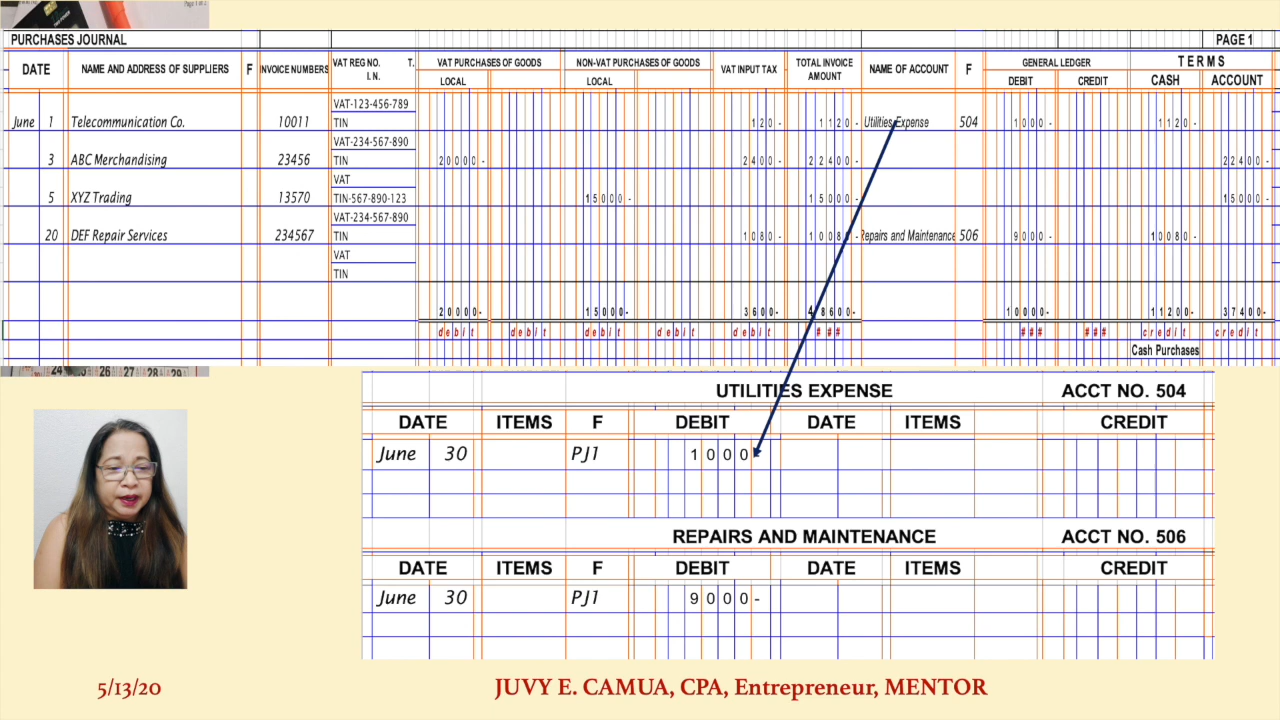 PURCHASES JOURNAL PAGE 1
DATE NAME AND ADDRESS OF SUPPLIERS F INVOICE NUMBERS VAT REG NO. T. I. N. VAT PURCHASES OF GOODS NON-VAT PURCHASES OF GOODS VAT INPUT TAX TOTAL INVOICE AMOUNT NAME OF ACCOUNT F GENERAL LEDGER TERMS
LOCAL LOCAL DEBIT CREDIT CASH ACCOUNT
VAT-123-456-789
June 1 Telecommunication Co. 10011 TIN 120- 1120- Utilities Expense 504 1000- 1120-
VAT-234-567-890
3 ABC Merchandising 23456 TIN 20000- 2400- 22400- 22400-
VAT
5 XYZ Trading 13570 TIN-567-890-123 15000- 15000- 15000-
VAT-234-567-890
20 DEF Repair Services 234567 TIN 1080- 10080- Repairs and Maintenance 506 9000- 10080-
VAT
TIN
20000- 15000- 3600- 48600- 10000- 11200- 37400-
debit debit debit debit debit ### ### ### credit credit
Cash Purchases
24 26 27 28 29
UTILITIES EXPENSE ACCT NO. 504
DATE ITEMS F DEBIT DATE ITEMS CREDIT
June 30 PJ1 1000
REPAIRS AND MAINTENANCE ACCT NO. 506
DATE ITEMS F DEBIT DATE ITEMS CREDIT
June 30 PJ1 9000-
5/13/20 JUVY E. CAMUA, CPA, Entrepreneur, MENTOR